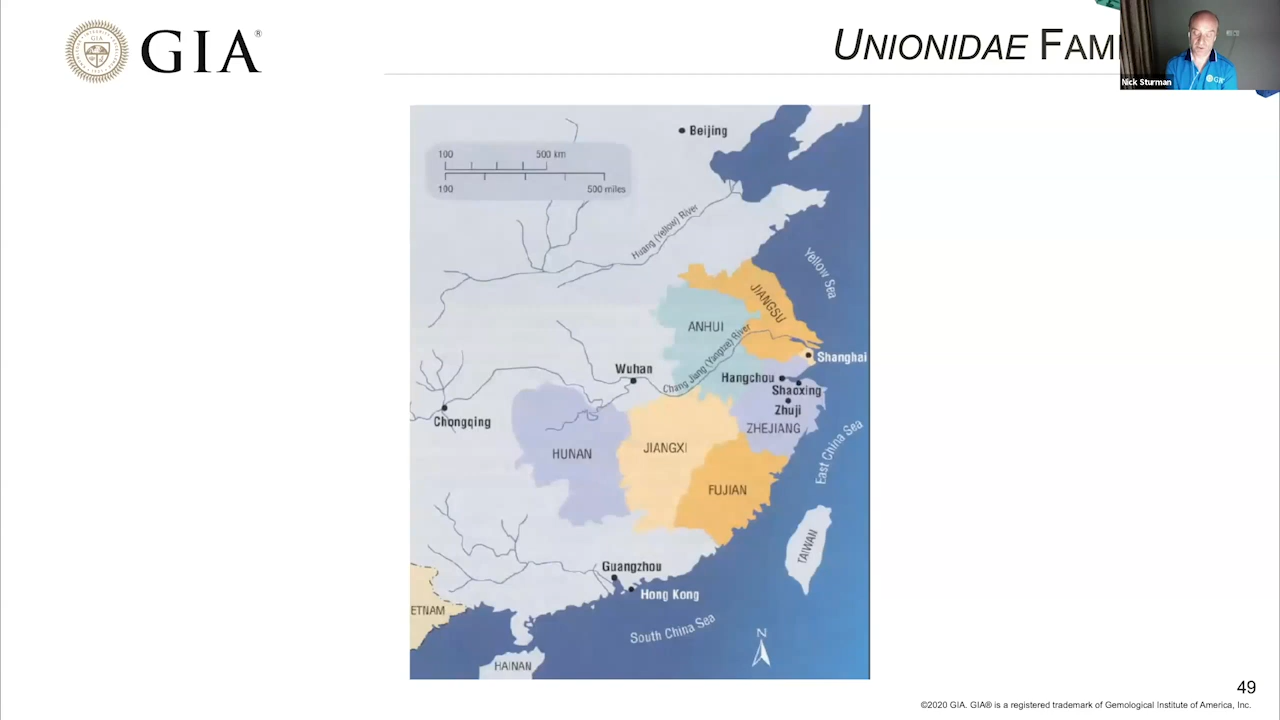 GIA®
UNIONIDAE FAM
Nick Sturman
Beijing
100 500 km
100 500 miles
Huang (Yellow) River
Yellow Sea
JIANGSU
ANHUI
Chang Jiang (Yangtze) River
Shanghai
Wuhan
Hangchou
Shaoxing
Zhuji
Chongqing
ZHEJIANG
East China Sea
HUNAN
JIANGXI
FUJIAN
TAIWAN
Guangzhou
Hong Kong
ETNAM
South China Sea
N
HAINAN
49
©2020 GIA. GIA® is a registered trademark of Gemological Institute of America, Inc.